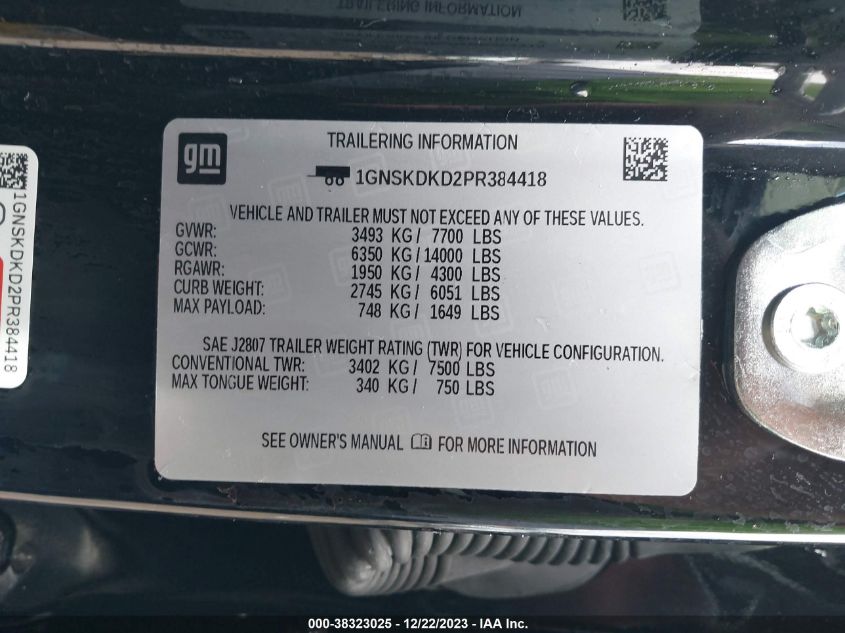 TRAILERING INFORMATION
gm
TRAILERING INFORMATION
1GNSKDKD2PR384418
VEHICLE AND TRAILER MUST NOT EXCEED ANY OF THESE VALUES.
GVWR: 3493 KG / 7700 LBS
GCWR: 6350 KG / 14000 LBS
RGAWR: 1950 KG / 4300 LBS
CURB WEIGHT: 2745 KG / 6051 LBS
MAX PAYLOAD: 748 KG / 1649 LBS
SAE J2807 TRAILER WEIGHT RATING (TWR) FOR VEHICLE CONFIGURATION.
CONVENTIONAL TWR: 3402 KG / 7500 LBS
MAX TONGUE WEIGHT: 340 KG / 750 LBS
SEE OWNER'S MANUAL FOR MORE INFORMATION
1GNSKDKD2PR384418
000-38323025 - 12/22/2023 - IAA Inc.